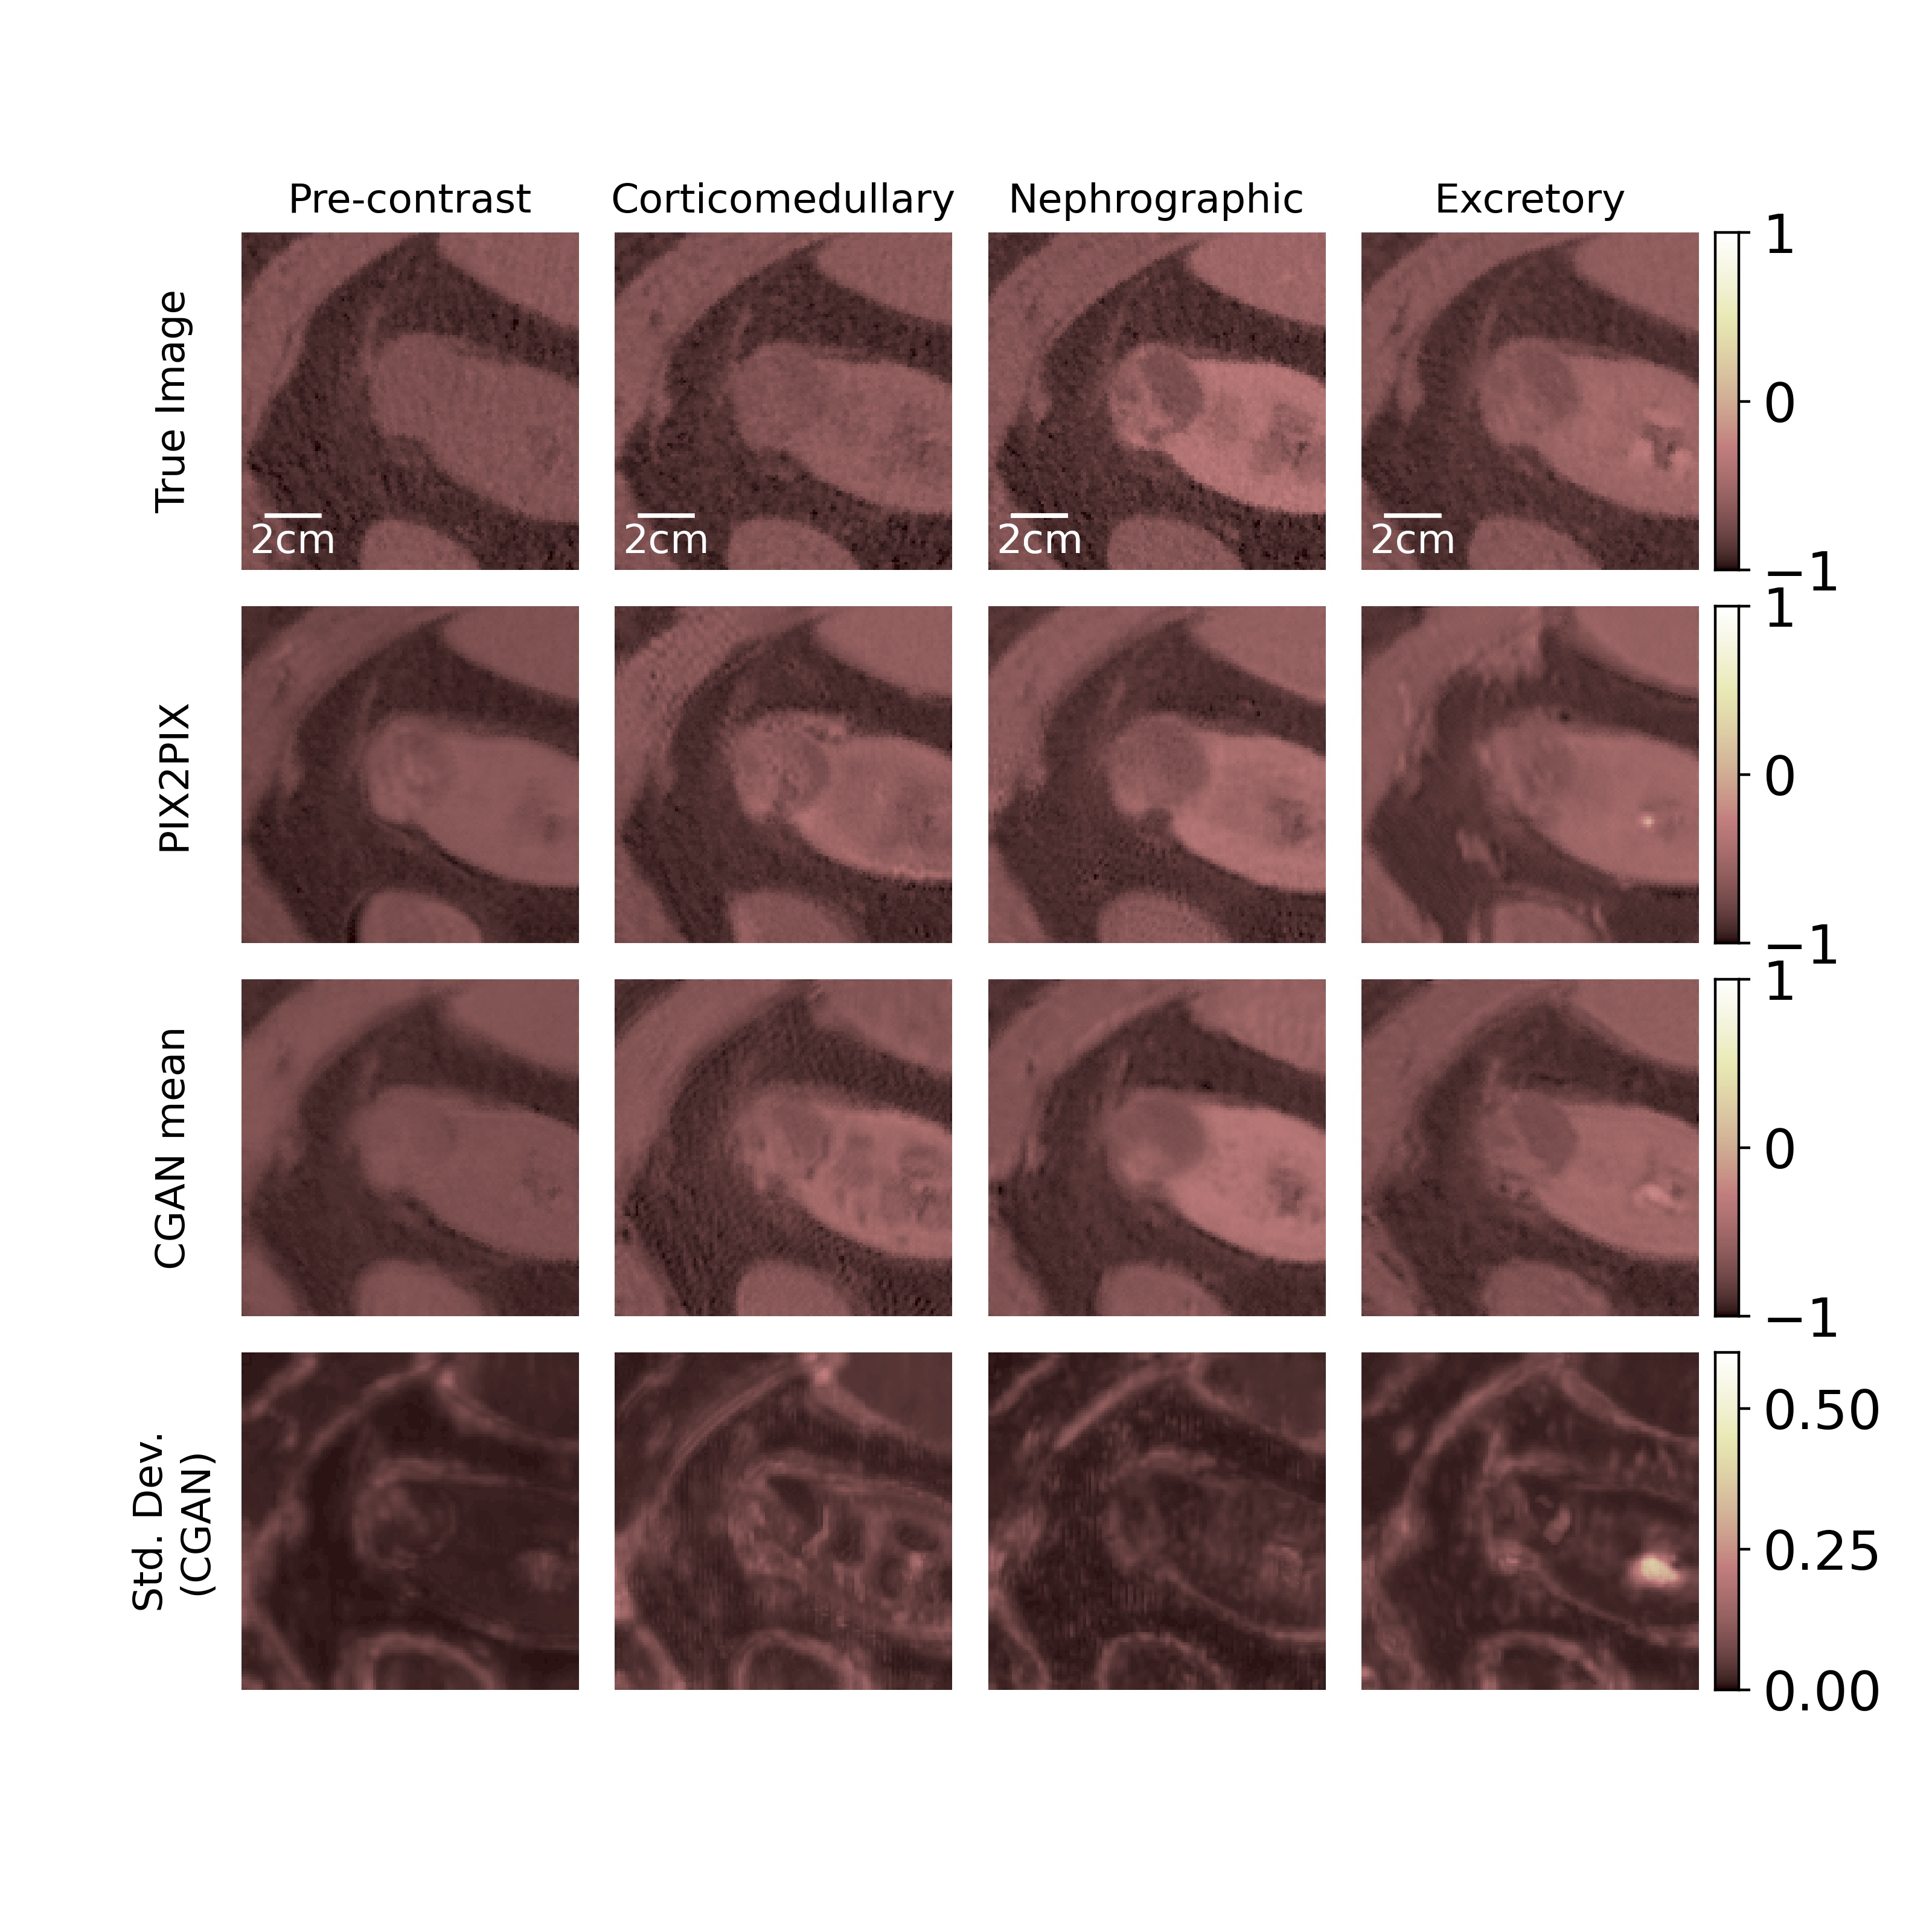 Pre-contrast
Corticomedullary
Nephrographic
Excretory
True Image
2cm
2cm
2cm
2cm
1
0
−1
PIX2PIX
1
0
−1
CGAN mean
1
0
−1
Std. Dev.
(CGAN)
0.50
0.25
0.00